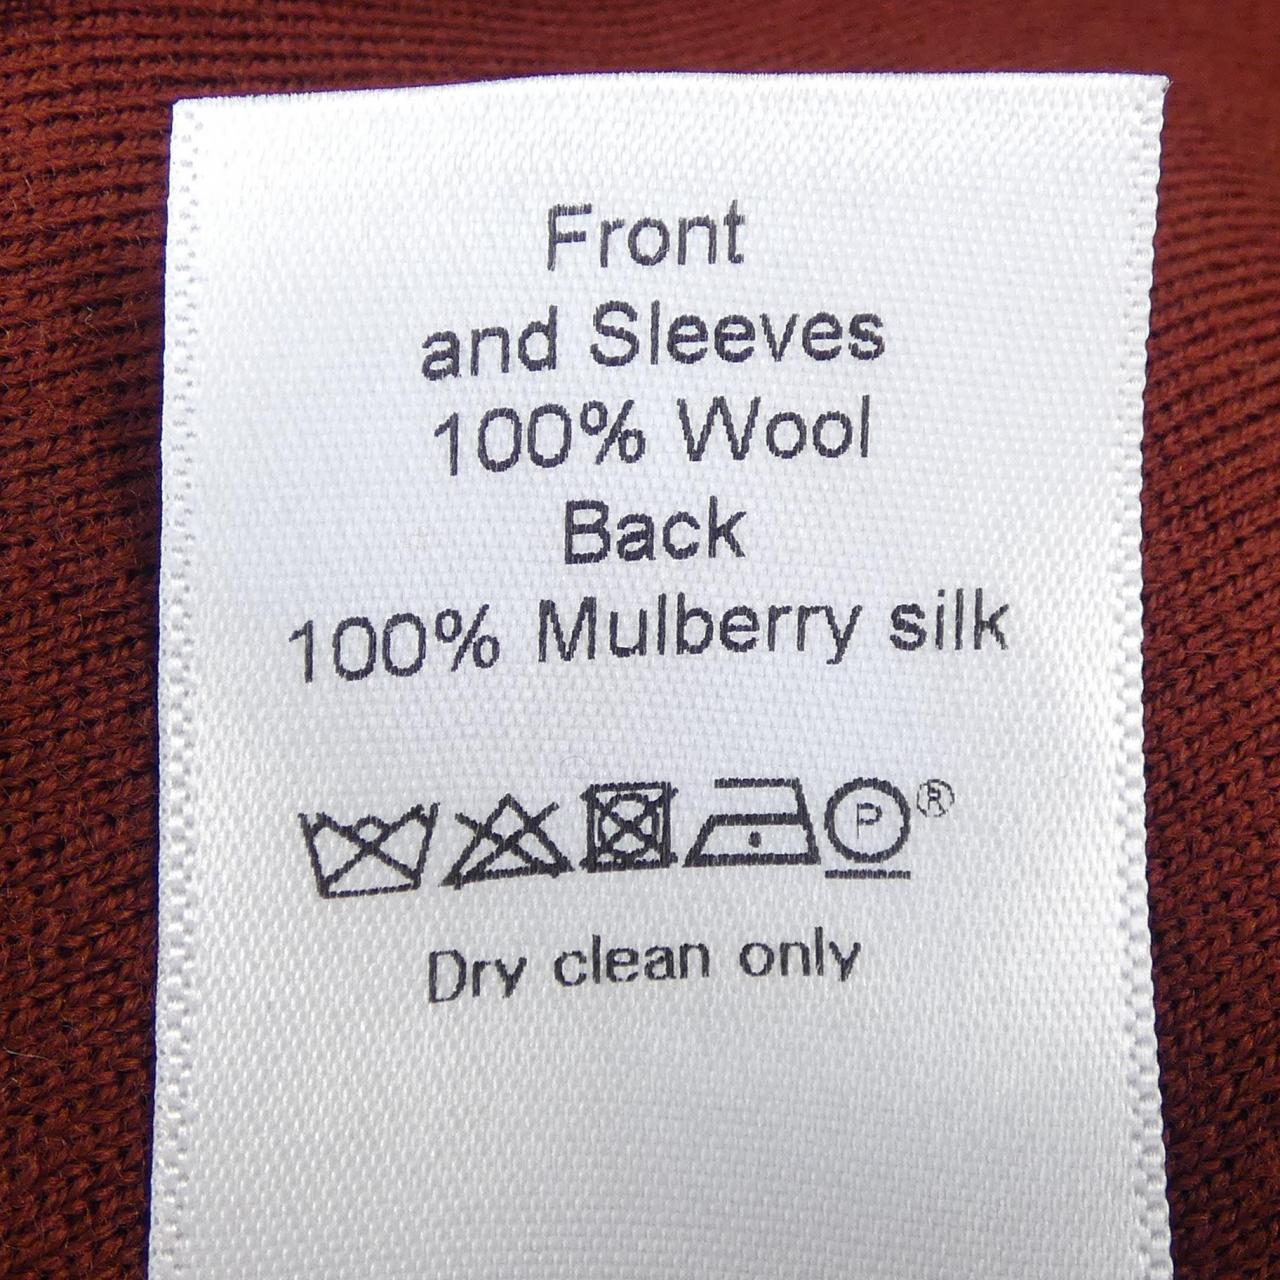 Front
and Sleeves
100% Wool
Back
100% Mulberry silk
P ®
Dry clean only